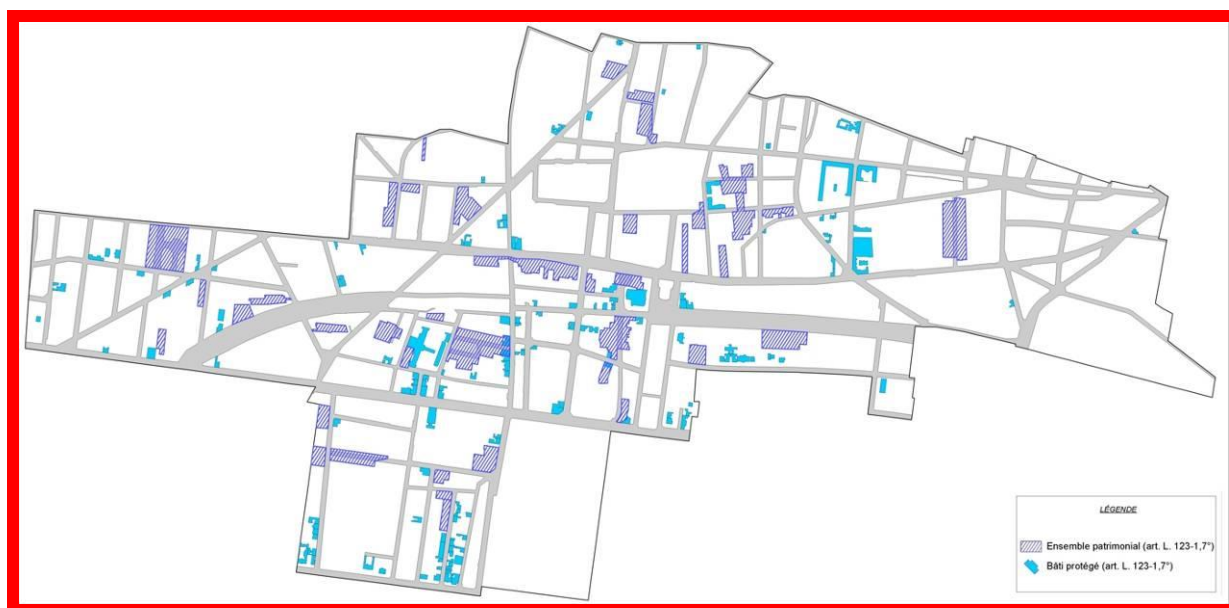 LÉGENDE
Ensemble patrimonial (art. L. 123-1,7°)
Bâti protégé (art. L. 123-1,7°)